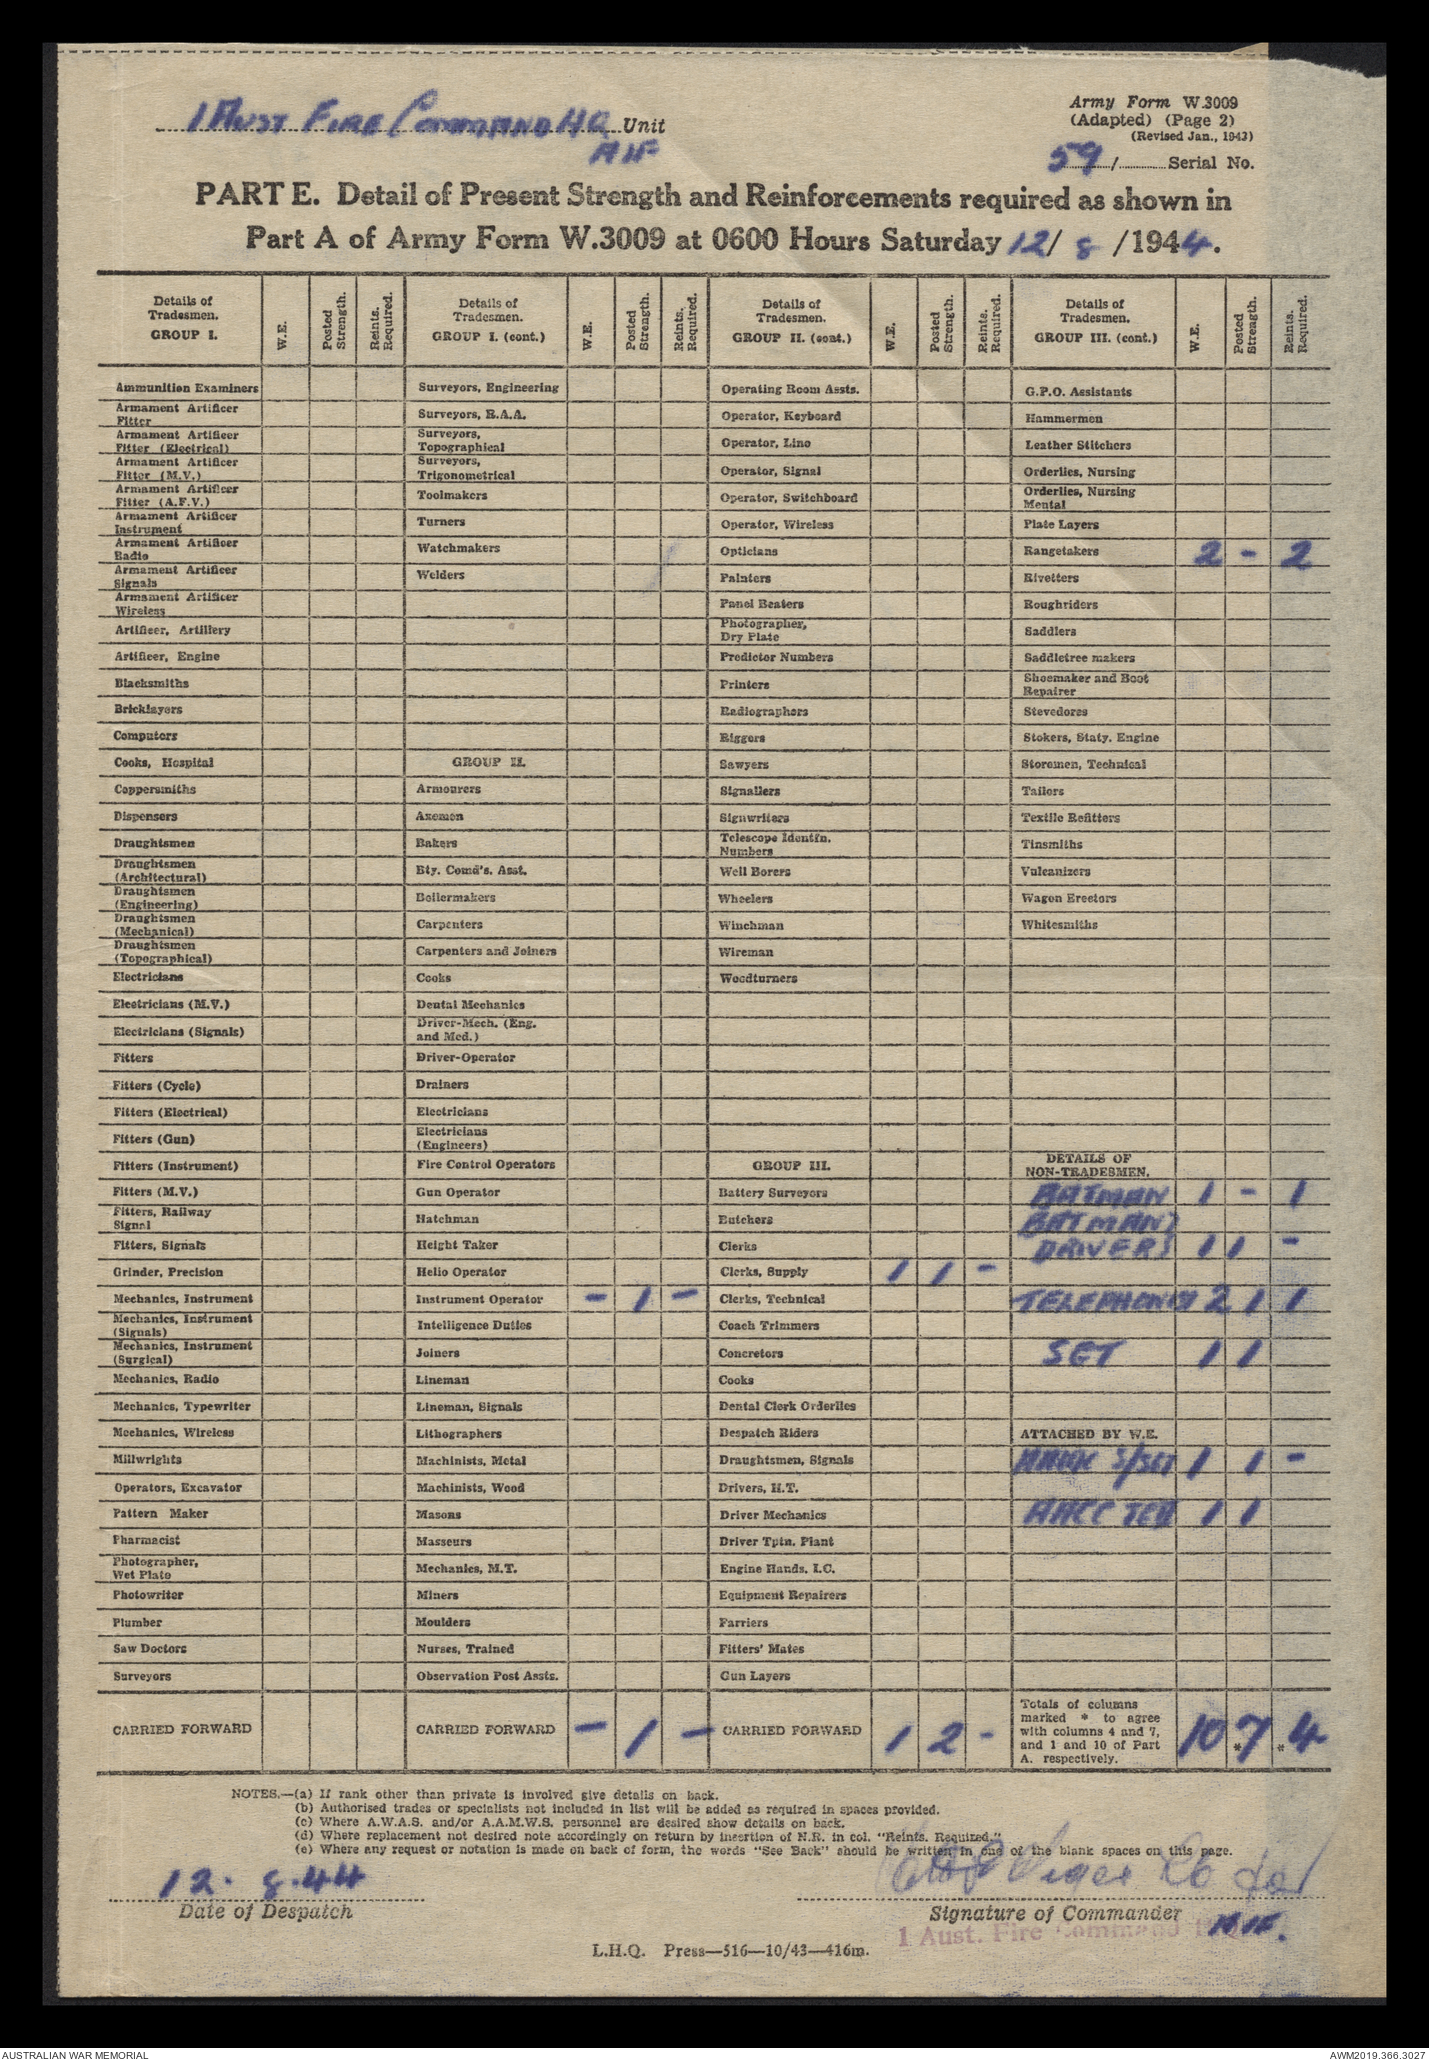 1 AUST FIRE COMMAND HQ Unit
AIF
Army Form W.3009
(Adapted) (Page 2)
(Revised Jan., 1943)
59/ Serial No.
PART E. Detail of Present Strength and Reinforcements required as shown in
Part A of Army Form W.3009 at 0600 Hours Saturday 12/ 8 /1944.
Details of Tradesmen. GROUP I. W.E. Posted Strength. Reints. Required. Details of Tradesmen. GROUP I. (cont.) W.E. Posted Strength. Reints. Required. Details of Tradesmen. GROUP II. (cont.) W.E. Posted Strength. Reints. Required. Details of Tradesmen. GROUP III. (cont.) W.E. Posted Strength. Reints. Required.
Ammunition Examiners Surveyors, Engineering Operating Room Assts. G.P.O. Assistants
Armament Artificer Fitter Surveyors, R.A.A. Operator, Keyboard Hammermen
Armament Artificer Fitter (Electrical) Surveyors, Topographical Operator, Lino Leather Stitchers
Armament Artificer Fitter (M.V.) Surveyors, Trigonometrical Operator, Signal Orderlies, Nursing
Armament Artificer Fitter (A.F.V.) Toolmakers Operator, Switchboard Orderlies, Nursing Mental
Armament Artificer Instrument Turners Operator, Wireless Plate Layers
Armament Artificer Radio Watchmakers Opticians Rangetakers 2 - 2
Armament Artificer Signals Welders Painters Rivetters
Armament Artificer Wireless Panel Beaters Roughriders
Artificer, Artillery Photographer, Dry Plate Saddlers
Artificer, Engine Predictor Numbers Saddletree makers
Blacksmiths Printers Shoemaker and Boot Repairer
Bricklayers Radiographers Stevedores
Computers Riggers Stokers, Staty. Engine
Cooks, Hospital GROUP II. Sawyers Storemen, Technical
Coppersmiths Armourers Signallers Tailors
Dispensers Axemen Signwriters Textile Refitters
Draughtsmen Bakers Telescope Identfn. Numbers Tinsmiths
Draughtsmen (Architectural) Bty. Comd's. Asst. Well Borers Vulcanizers
Draughtsmen (Engineering) Boilermakers Wheelers Wagon Erectors
Draughtsmen (Mechanical) Carpenters Winchman Whitesmiths
Draughtsmen (Topographical) Carpenters and Joiners Wireman
Electricians Cooks Woodturners
Electricians (M.V.) Dental Mechanics
Electricians (Signals) Driver-Mech. (Eng. and Med.)
Fitters Driver-Operator
Fitters (Cycle) Drainers
Fitters (Electrical) Electricians
Fitters (Gun) Electricians (Engineers)
Fitters (Instrument) Fire Control Operators GROUP III. DETAILS OF NON-TRADESMEN.
Fitters (M.V.) Gun Operator Battery Surveyors BATMAN 1 - 1
Fitters, Railway Signal Hatchman Butchers BATMAN}
Fitters, Signals Height Taker Clerks DRIVER} 1 1 -
Grinder, Precision Helio Operator Clerks, Supply 1 1 -
Mechanics, Instrument Instrument Operator - 1 - Clerks, Technical 2 1 1
Mechanics, Instrument (Signals) Intelligence Duties Coach Trimmers
Mechanics, Instrument (Surgical) Joiners Concretors SGT 1 1
Mechanics, Radio Lineman Cooks
Mechanics, Typewriter Lineman, Signals Dental Clerk Orderlies
Mechanics, Wireless Lithographers Despatch Riders ATTACHED BY W.E.
Millwrights Machinists, Metal Draughtsmen, Signals S/SGT 1 1 -
Operators, Excavator Machinists, Wood Drivers, H.T.
Pattern Maker Masons Driver Mechanics AACC 1 1
Pharmacist Masseurs Driver Tptn. Plant
Photographer, Wet Plate Mechanics, M.T. Engine Hands, I.C.
Photowriter Miners Equipment Repairers
Plumber Moulders Farriers
Saw Doctors Nurses, Trained Fitters' Mates
Surveyors Observation Post Assts. Gun Layers
CARRIED FORWARD CARRIED FORWARD - 1 - CARRIED FORWARD 1 2 - Totals of columns marked * to agree with columns 4 and 7, and 1 and 10 of Part A. respectively. 10 *7 *4
NOTES.—(a) If rank other than private is involved give details on back.
(b) Authorised trades or specialists not included in list will be added as required in spaces provided.
(c) Where A.W.A.S. and/or A.A.M.W.S. personnel are desired show details on back.
(d) Where replacement not desired note accordingly on return by insertion of N.R. in col. "Reints. Required."
(e) Where any request or notation is made on back of form, the words "See Back" should be written in one of the blank spaces on this page.
12. 8.44
Date of Despatch
Signature of Commander
1 Aust. Fire Command
L.H.Q. Press—516—10/43—416m.
AUSTRALIAN WAR MEMORIAL
AWM2019.366.3027